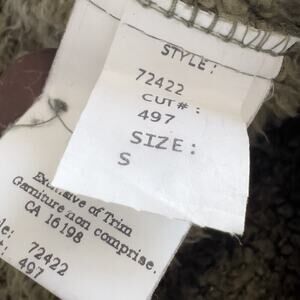 STYLE:
72422
CUT#:
497
SIZE:
S
Exclusive of Trim
Garniture non comprise.
CA 16198
le: 72422
t: 497